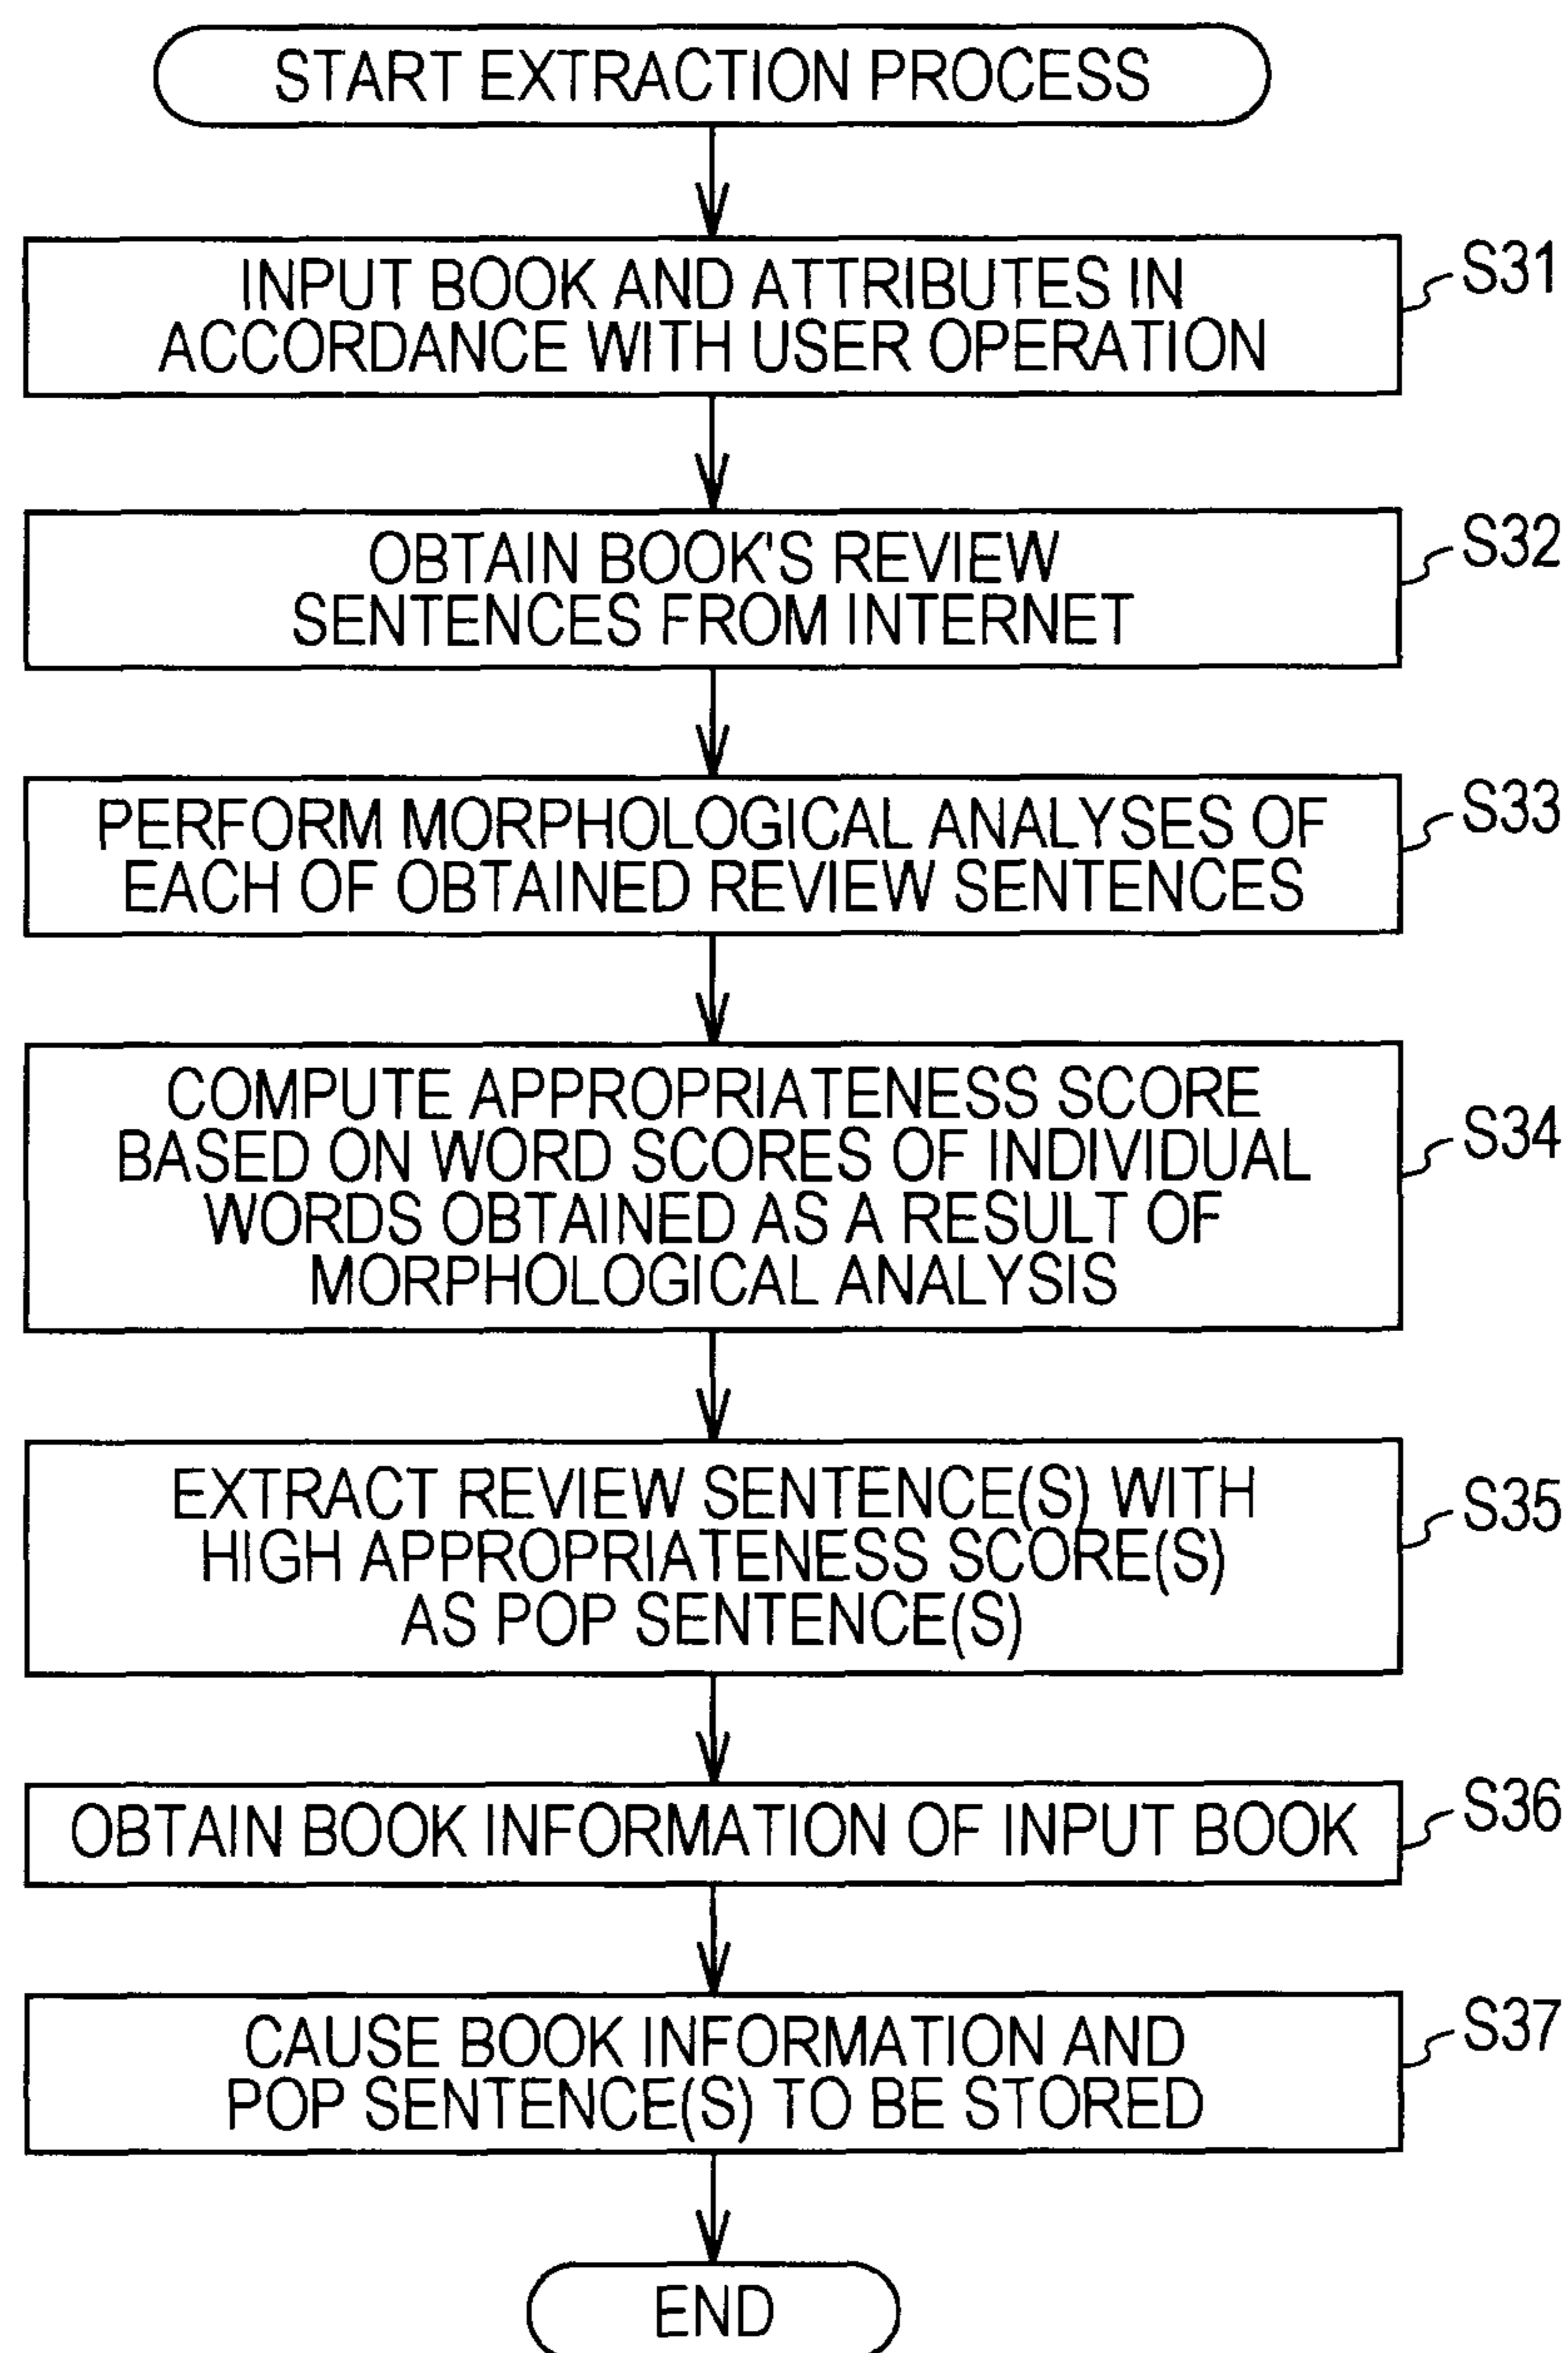 START EXTRACTION PROCESS
INPUT BOOK AND ATTRIBUTES IN
ACCORDANCE WITH USER OPERATION
S31
OBTAIN BOOK'S REVIEW
SENTENCES FROM INTERNET
S32
PERFORM MORPHOLOGICAL ANALYSES OF
EACH OF OBTAINED REVIEW SENTENCES
S33
COMPUTE APPROPRIATENESS SCORE
BASED ON WORD SCORES OF INDIVIDUAL
WORDS OBTAINED AS A RESULT OF
MORPHOLOGICAL ANALYSIS
S34
EXTRACT REVIEW SENTENCE(S) WITH
HIGH APPROPRIATENESS SCORE(S)
AS POP SENTENCE(S)
S35
OBTAIN BOOK INFORMATION OF INPUT BOOK
S36
CAUSE BOOK INFORMATION AND
POP SENTENCE(S) TO BE STORED
S37
END